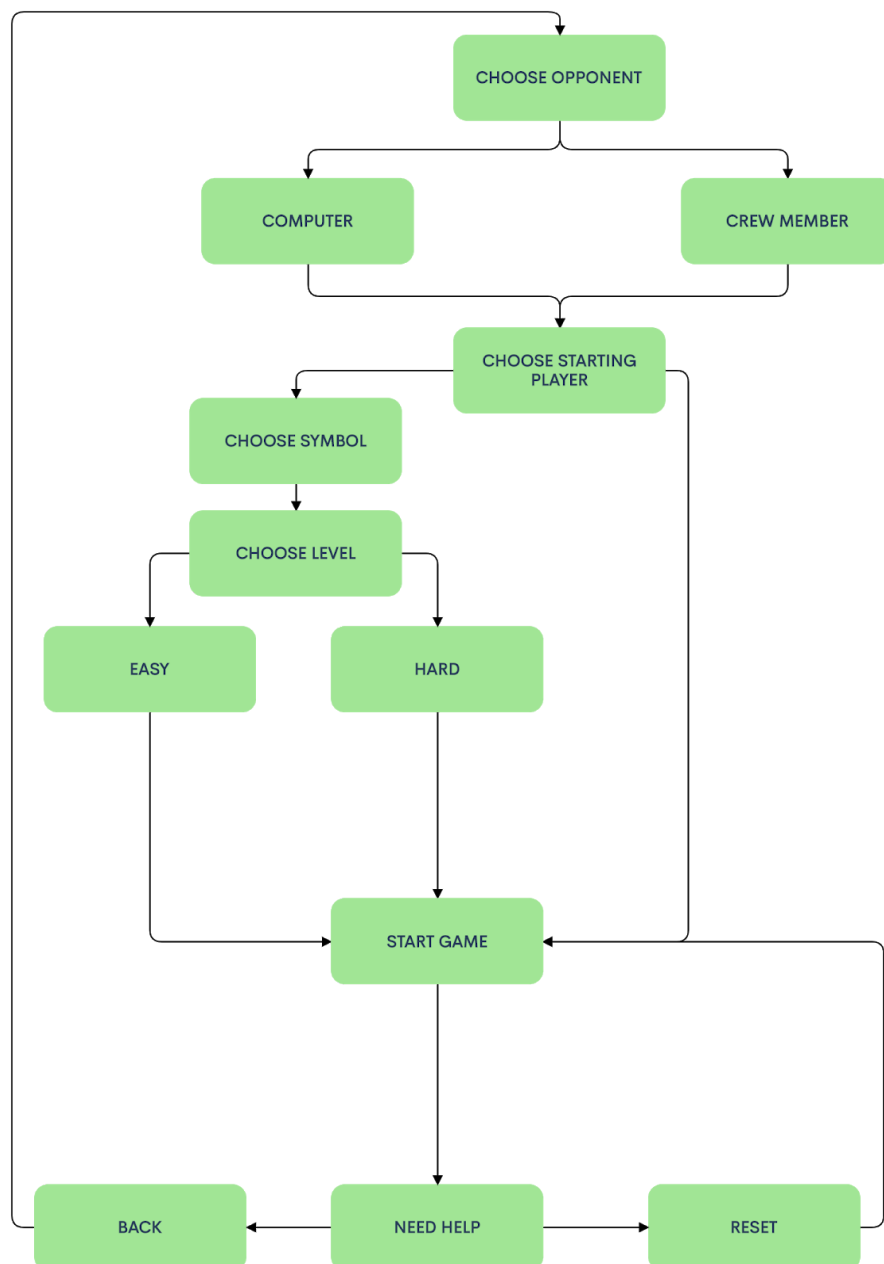 CHOOSE OPPONENT
COMPUTER
CREW MEMBER
CHOOSE STARTING
PLAYER
CHOOSE SYMBOL
CHOOSE LEVEL
EASY
HARD
START GAME
BACK
NEED HELP
RESET